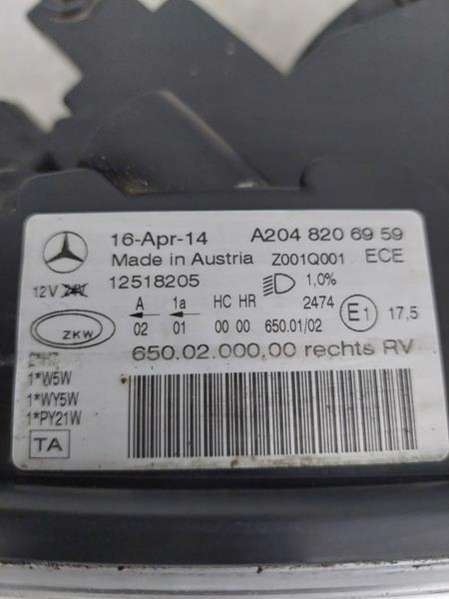 16-Apr-14 A204 820 69 59
Made in Austria Z001Q001 ECE
12V 12518205 1,0%
A 1a HC HR 2474 E1 17,5
02 01 00 00 650.01/02
ZKW
650.02.000,00 rechts RV
1*W5W
1*WY5W
1*PY21W
TA